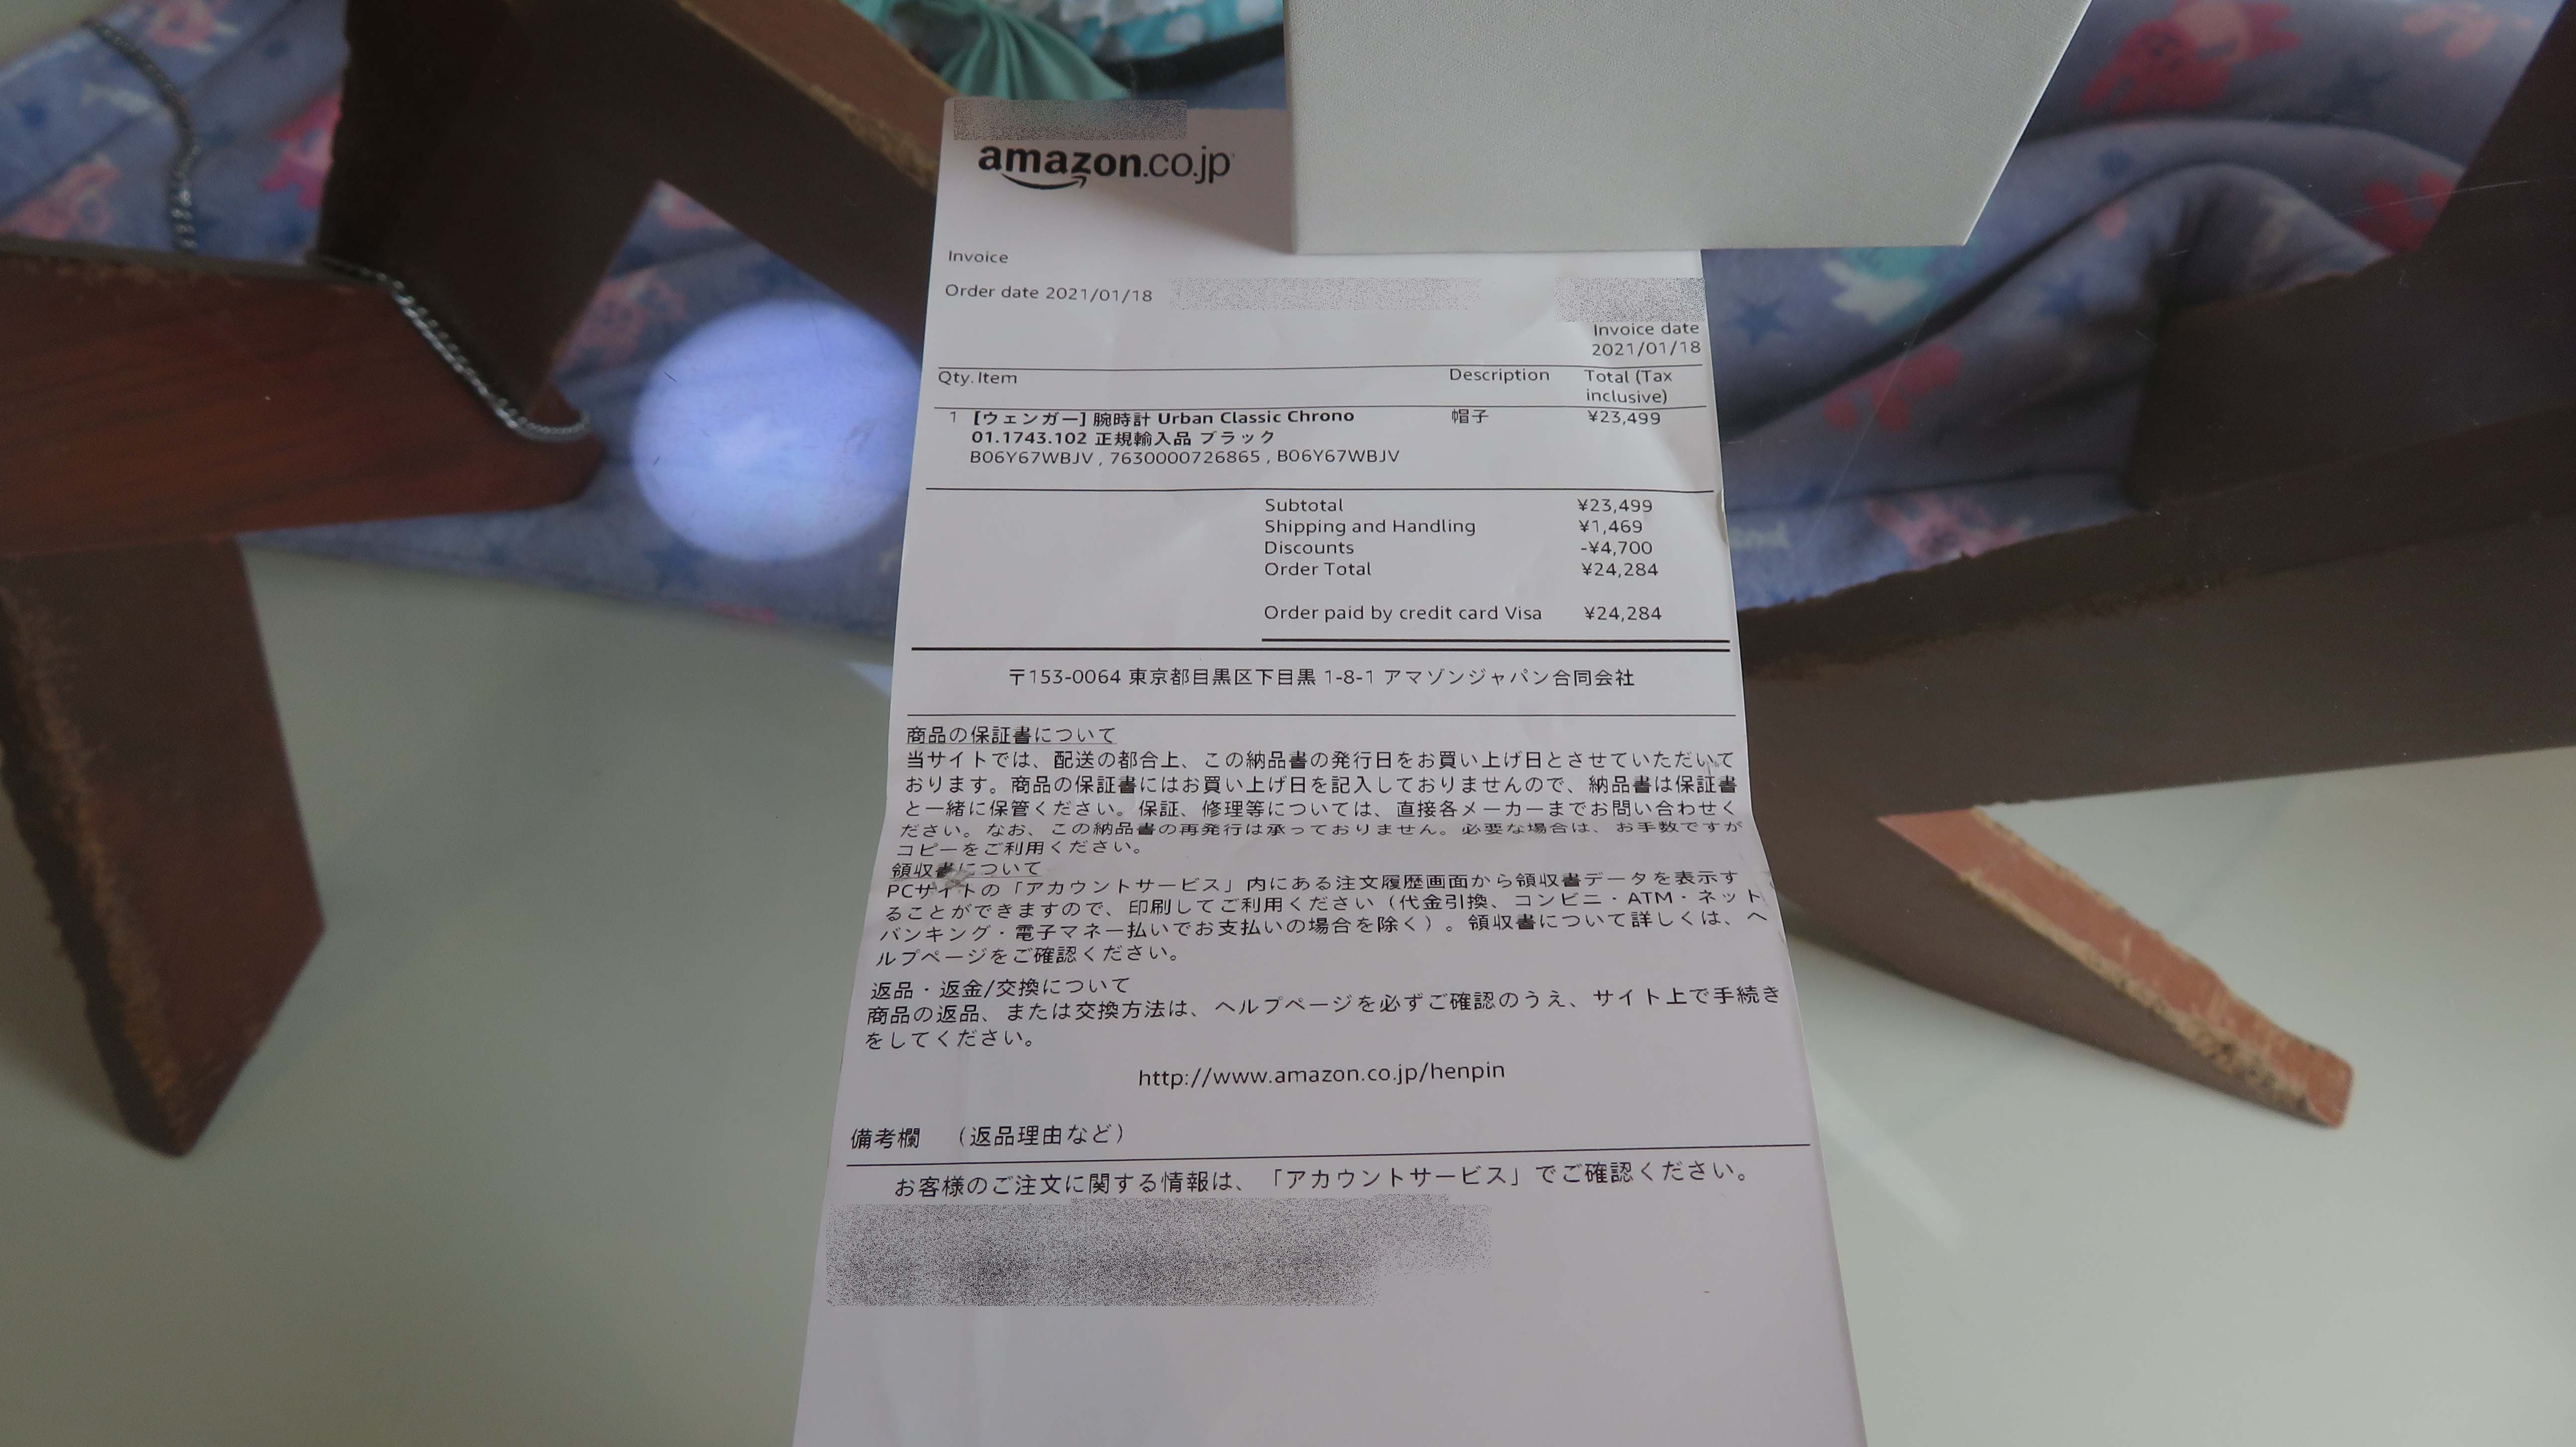 amazon.co.jp
Invoice
Order date 2021/01/18
Invoice date
2021/01/18
Qty. Item Description Total (Tax
inclusive)
1 [ウェンガー] 腕時計 Urban Classic Chrono 帽子 ¥23,499
01.1743.102 正規輸入品 ブラック
B06Y67WBJV , 7630000726865 , B06Y67WBJV
Subtotal ¥23,499
Shipping and Handling ¥1,469
Discounts -¥4,700
Order Total ¥24,284
Order paid by credit card Visa ¥24,284
〒153-0064 東京都目黒区下目黒 1-8-1 アマゾンジャパン合同会社
商品の保証書について
当サイトでは、配送の都合上、この納品書の発行日をお買い上げ日とさせていただいて
おります。商品の保証書にはお買い上げ日を記入しておりませんので、納品書は保証書
と一緒に保管ください。保証、修理等については、直接各メーカーまでお問い合わせく
ださい。なお、この納品書の再発行は承っておりません。必要な場合は、お手数ですが
コピーをご利用ください。
領収書について
PCサイトの「アカウントサービス」内にある注文履歴画面から領収書データを表示す
ることができますので、印刷してご利用ください（代金引換、コンビニ・ATM・ネット
バンキング・電子マネー払いでお支払いの場合を除く）。領収書について詳しくは、ヘ
ルプページをご確認ください。
返品・返金/交換について
商品の返品、または交換方法は、ヘルプページを必ずご確認のうえ、サイト上で手続き
をしてください。
http://www.amazon.co.jp/henpin
備考欄 （返品理由など）
お客様のご注文に関する情報は、「アカウントサービス」でご確認ください。